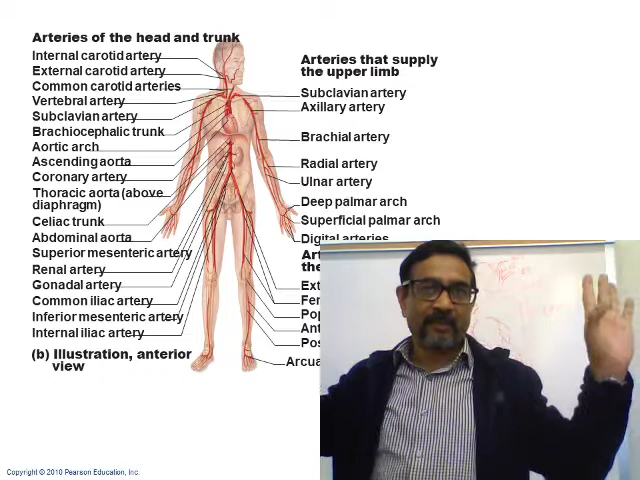 Arteries of the head and trunk
Internal carotid artery
External carotid artery
Common carotid arteries
Vertebral artery
Subclavian artery
Brachiocephalic trunk
Aortic arch
Ascending aorta
Coronary artery
Thoracic aorta (above
diaphragm)
Celiac trunk
Abdominal aorta
Superior mesenteric artery
Renal artery
Gonadal artery
Common iliac artery
Inferior mesenteric artery
Internal iliac artery
(b) Illustration, anterior
view
Arteries that supply
the upper limb
Subclavian artery
Axillary artery
Brachial artery
Radial artery
Ulnar artery
Deep palmar arch
Superficial palmar arch
Digital arteries
Copyright © 2010 Pearson Education, Inc.